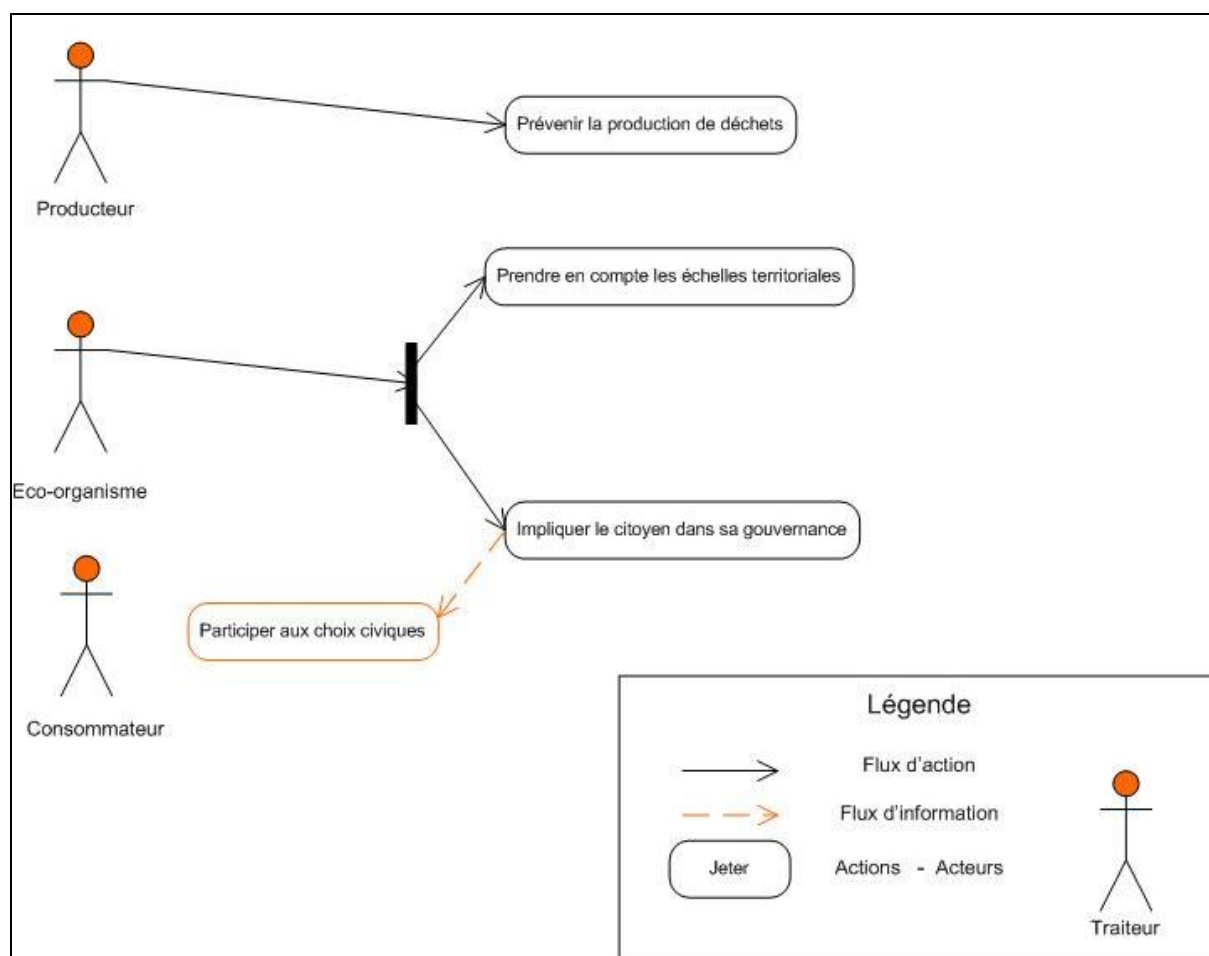 Prévenir la production de déchets
Producteur
Prendre en compte les échelles territoriales
Eco-organisme
Impliquer le citoyen dans sa gouvernance
Participer aux choix civiques
Consommateur
Légende
Flux d'action
Flux d'information
Jeter
Actions - Acteurs
Traiteur